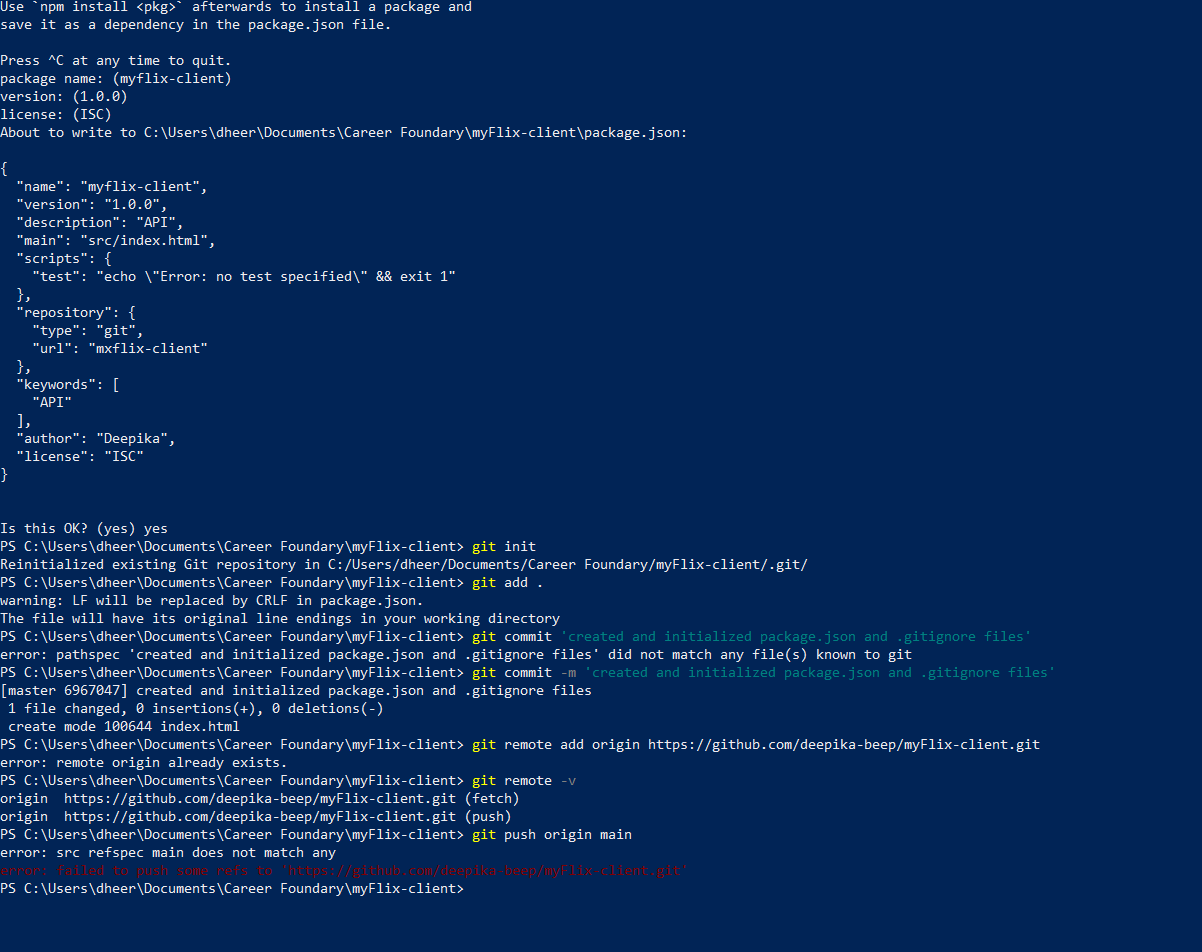 Use `npm install <pkg>` afterwards to install a package and
save it as a dependency in the package.json file.
Press ^C at any time to quit.
package name: (myflix-client)
version: (1.0.0)
license: (ISC)
About to write to C:\Users\dheer\Documents\Career Foundary\myFlix-client\package.json:
{
  "name": "myflix-client",
  "version": "1.0.0",
  "description": "API",
  "main": "src/index.html",
  "scripts": {
    "test": "echo \"Error: no test specified\" && exit 1"
  },
  "repository": {
    "type": "git",
    "url": "mxflix-client"
  },
  "keywords": [
    "API"
  ],
  "author": "Deepika",
  "license": "ISC"
}
Is this OK? (yes) yes
PS C:\Users\dheer\Documents\Career Foundary\myFlix-client> git init
Reinitialized existing Git repository in C:/Users/dheer/Documents/Career Foundary/myFlix-client/.git/
PS C:\Users\dheer\Documents\Career Foundary\myFlix-client> git add .
warning: LF will be replaced by CRLF in package.json.
The file will have its original line endings in your working directory
PS C:\Users\dheer\Documents\Career Foundary\myFlix-client> git commit 'created and initialized package.json and .gitignore files'
error: pathspec 'created and initialized package.json and .gitignore files' did not match any file(s) known to git
PS C:\Users\dheer\Documents\Career Foundary\myFlix-client> git commit -m 'created and initialized package.json and .gitignore files'
[master 6967047] created and initialized package.json and .gitignore files
 1 file changed, 0 insertions(+), 0 deletions(-)
 create mode 100644 index.html
PS C:\Users\dheer\Documents\Career Foundary\myFlix-client> git remote add origin https://github.com/deepika-beep/myFlix-client.git
error: remote origin already exists.
PS C:\Users\dheer\Documents\Career Foundary\myFlix-client> git remote -v
origin  https://github.com/deepika-beep/myFlix-client.git (fetch)
origin  https://github.com/deepika-beep/myFlix-client.git (push)
PS C:\Users\dheer\Documents\Career Foundary\myFlix-client> git push origin main
error: src refspec main does not match any
error: failed to push some refs to 'https://github.com/deepika-beep/myFlix-client.git'
PS C:\Users\dheer\Documents\Career Foundary\myFlix-client>